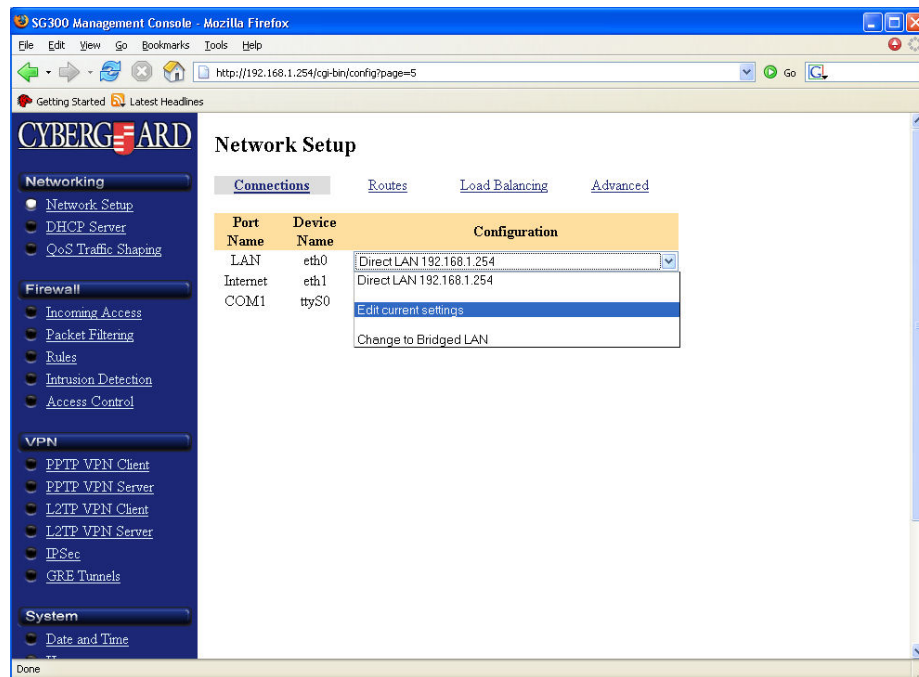 SG300 Management Console - Mozilla Firefox
File Edit View Go Bookmarks Tools Help
http://192.168.1.254/cgi-bin/config?page=5
Go
G
Getting Started Latest Headlines
CYBERGUARD
Networking
Network Setup
DHCP Server
QoS Traffic Shaping
Firewall
Incoming Access
Packet Filtering
Rules
Intrusion Detection
Access Control
VPN
PPTP VPN Client
PPTP VPN Server
L2TP VPN Client
L2TP VPN Server
IPSec
GRE Tunnels
System
Date and Time
Network Setup
Connections Routes Load Balancing Advanced
Port Name Device Name Configuration
LAN eth0 Direct LAN 192.168.1.254
Internet eth1 Direct LAN 192.168.1.254
COM1 ttyS0 Edit current settings
Change to Bridged LAN
Done